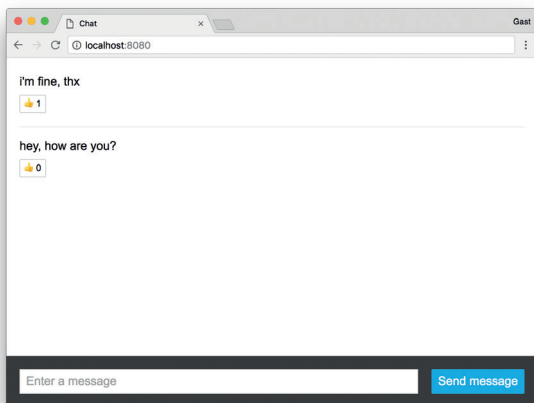 Chat
Gast
localhost:8080
i'm fine, thx
👍 1
hey, how are you?
👍 0
Enter a message
Send message